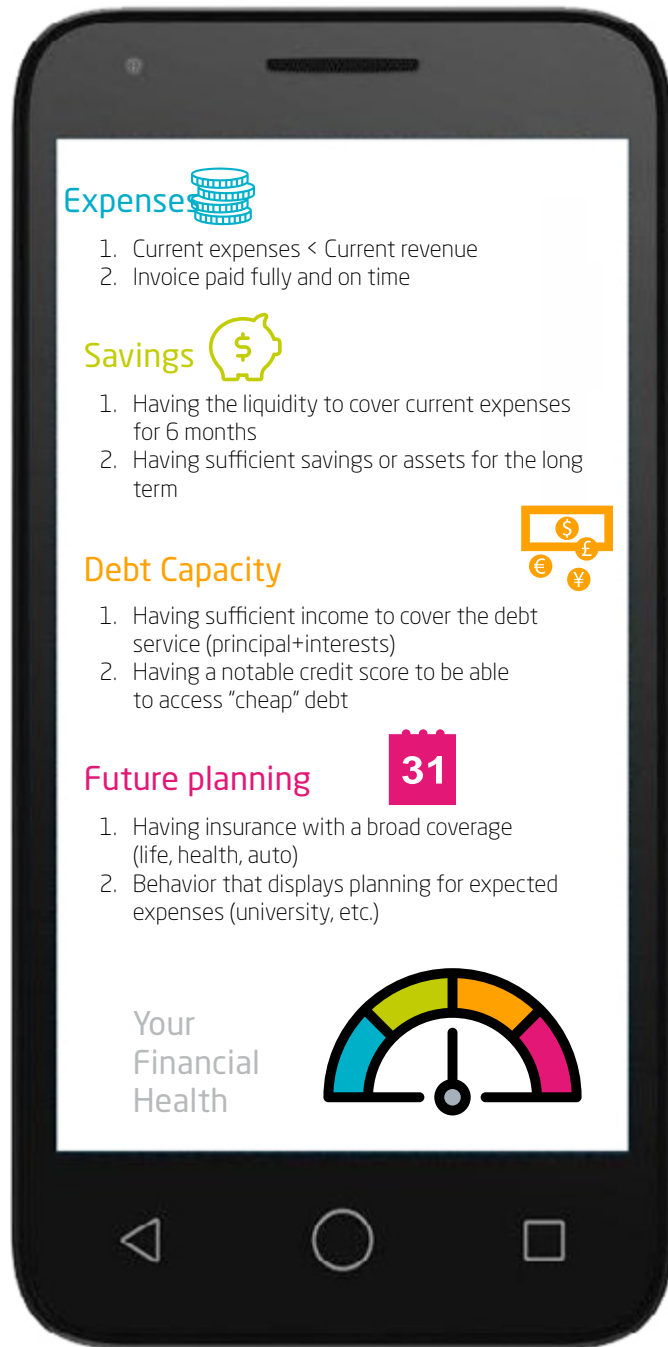 Expenses
1. Current expenses < Current revenue
2. Invoice paid fully and on time
Savings
$
1. Having the liquidity to cover current expenses
for 6 months
2. Having sufficient savings or assets for the long
term
$
£
€
¥
Debt Capacity
1. Having sufficient income to cover the debt
service (principal+interests)
2. Having a notable credit score to be able
to access “cheap” debt
Future planning
31
1. Having insurance with a broad coverage
(life, health, auto)
2. Behavior that displays planning for expected
expenses (university, etc.)
Your
Financial
Health